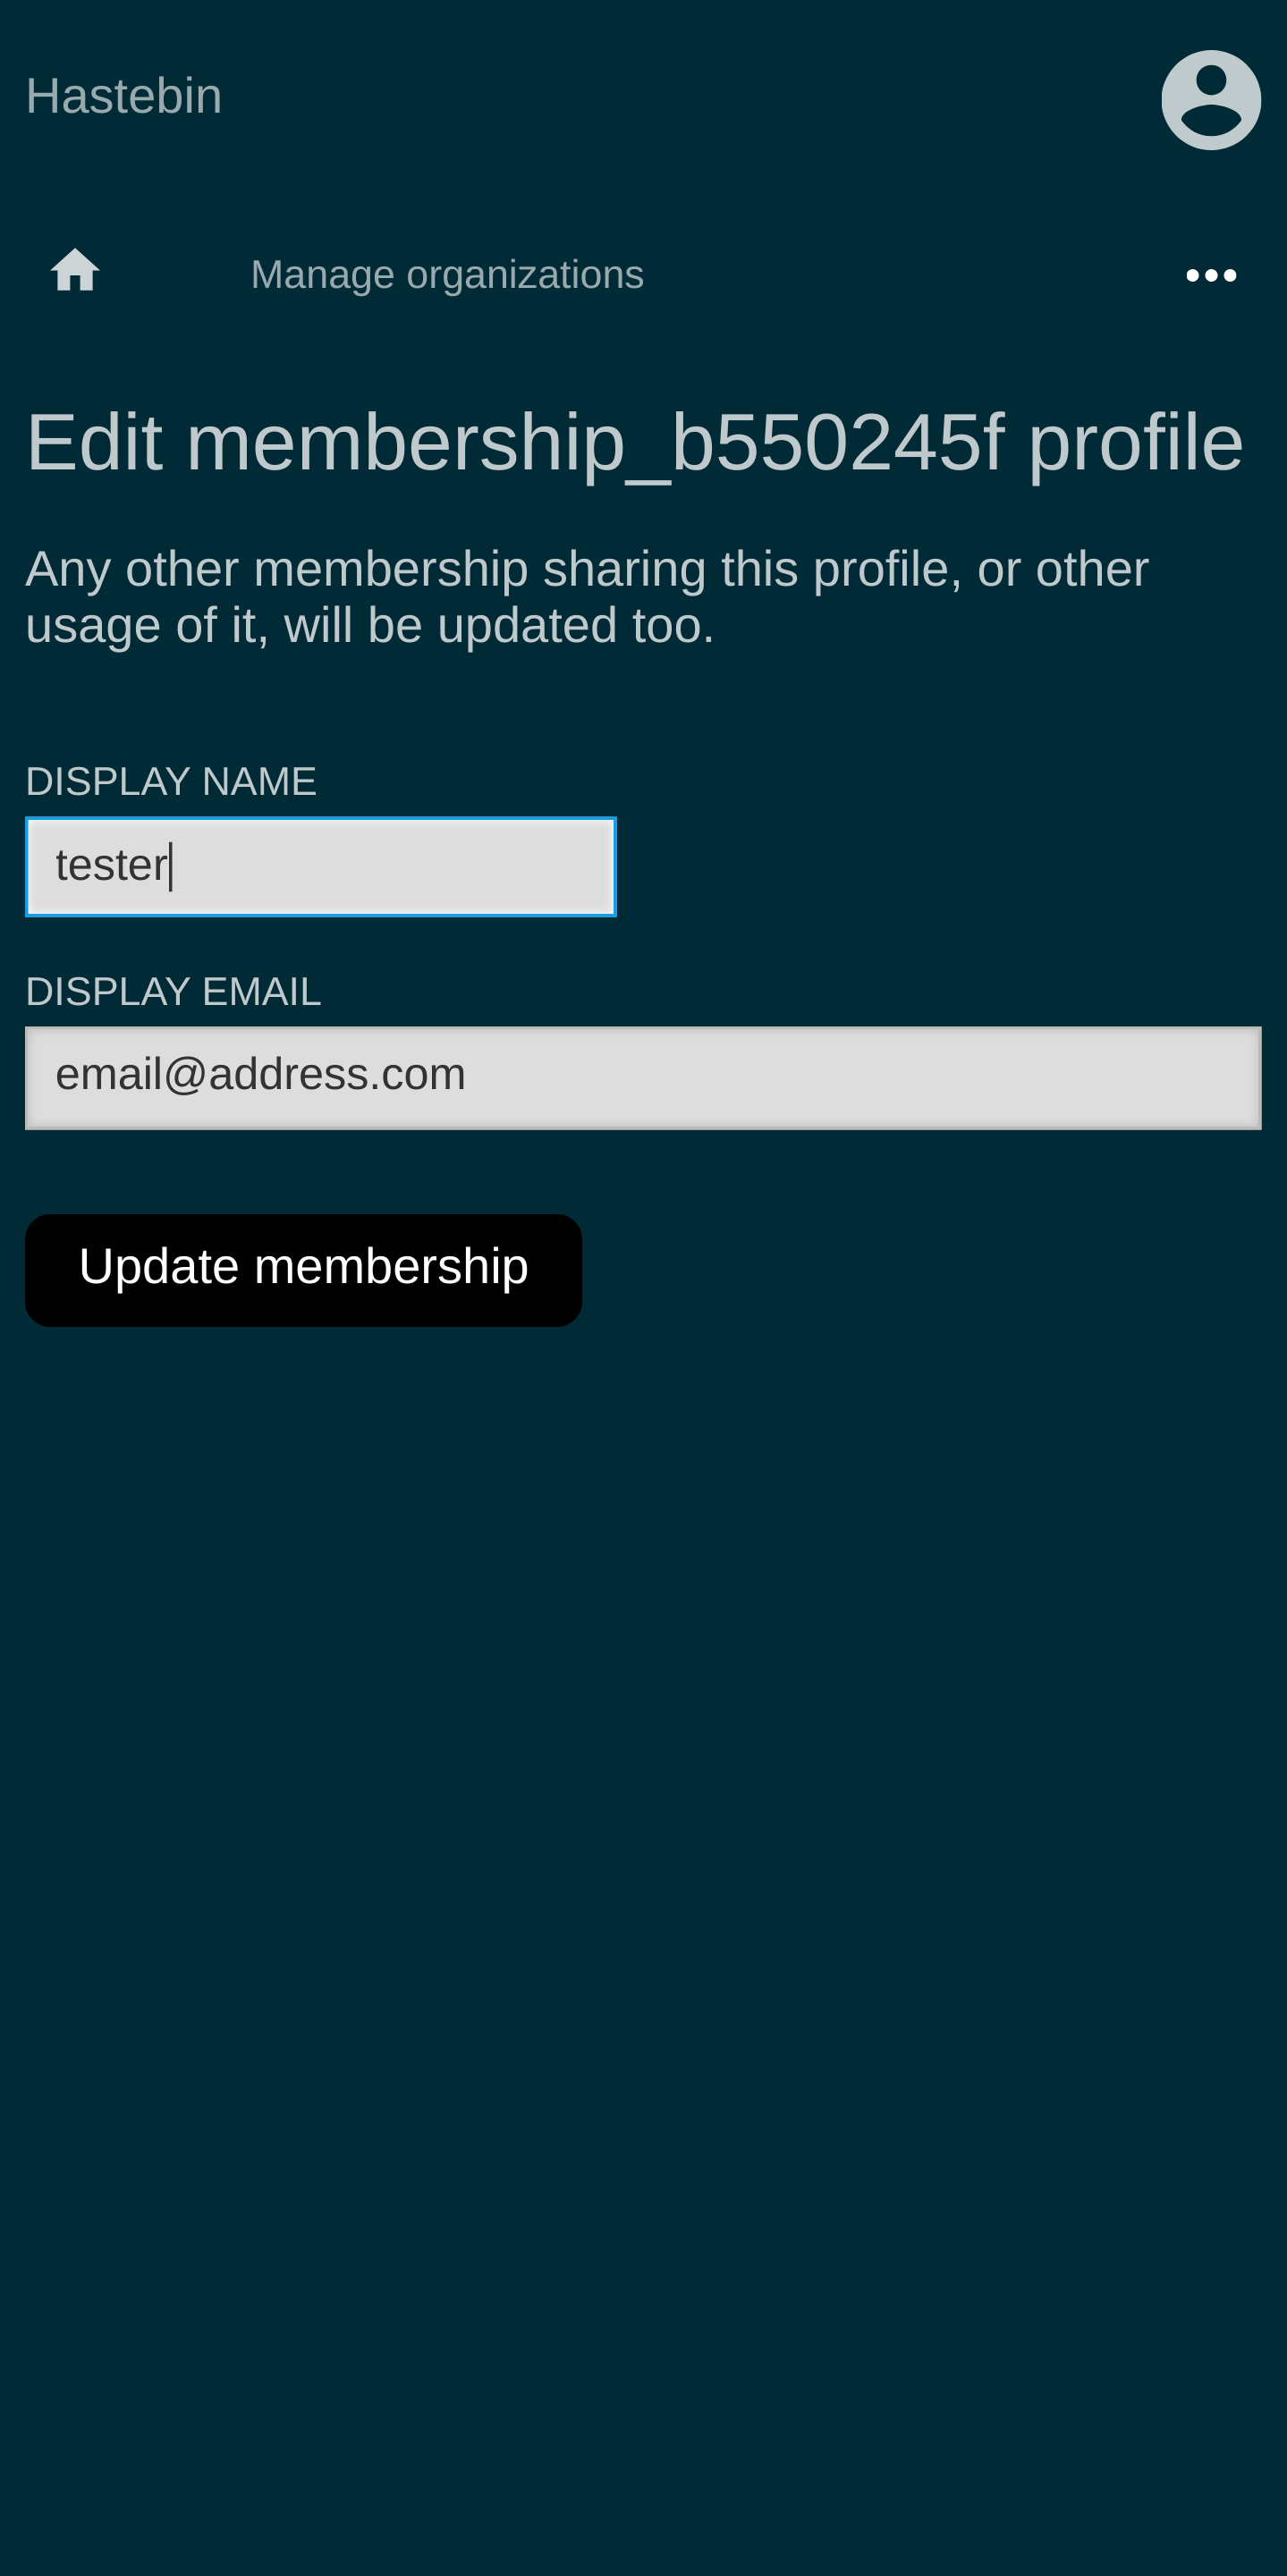 Hastebin
Manage organizations
Edit membership_b550245f profile
Any other membership sharing this profile, or other
usage of it, will be updated too.
DISPLAY NAME
tester
DISPLAY EMAIL
email@address.com
Update membership